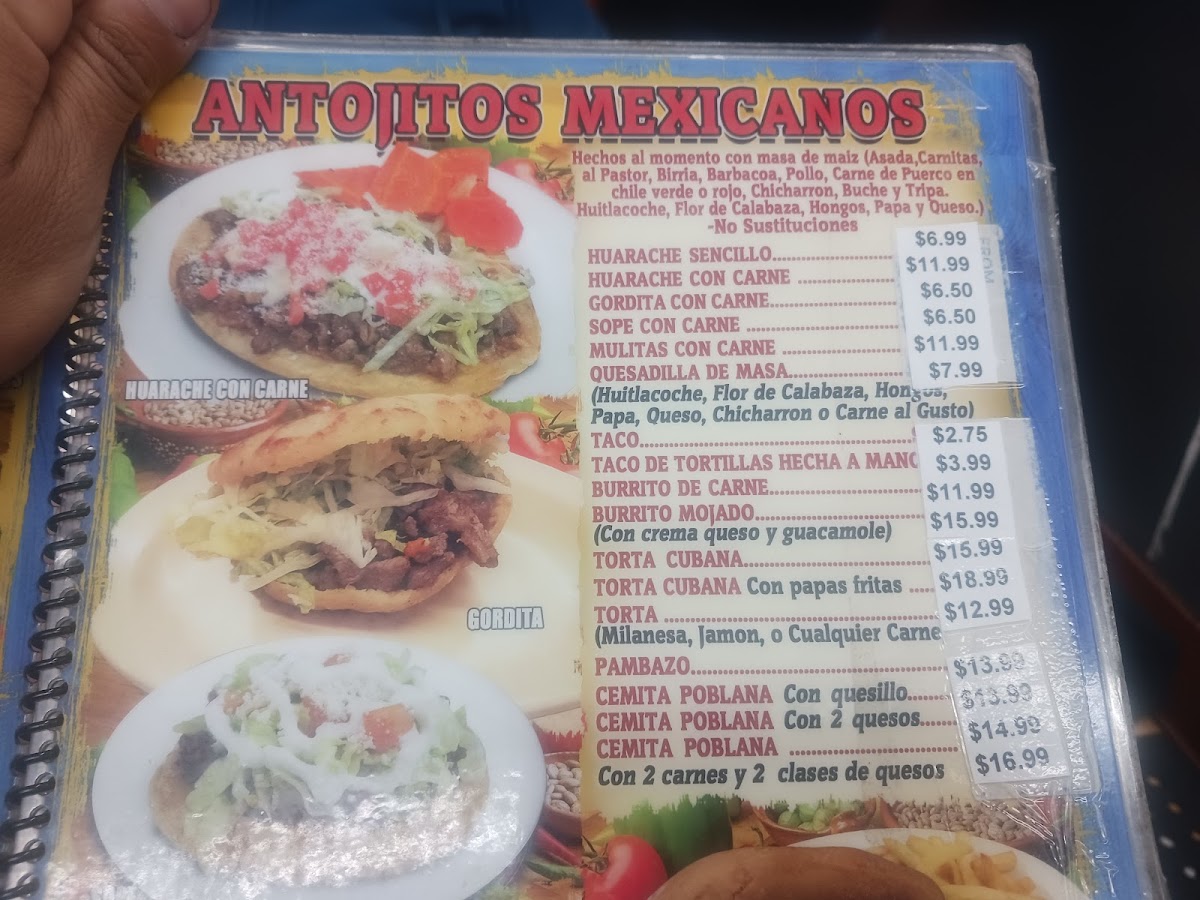 ANTOJITOS MEXICANOS
Hechos al momento con masa de maiz (Asada,Carnitas,
al Pastor, Birria, Barbacoa, Pollo, Carne de Puerco en
chile verde o rojo, Chicharron, Buche y Tripa.
Huitlacoche, Flor de Calabaza, Hongos, Papa y Queso.)
-No Sustituciones
HUARACHE SENCILLO.................... $6.99
HUARACHE CON CARNE ................ $11.99
GORDITA CON CARNE..................... $6.50
SOPE CON CARNE ......................... $6.50
MULITAS CON CARNE ................... $11.99
QUESADILLA DE MASA................... $7.99
(Huitlacoche, Flor de Calabaza, Hongos,
Papa, Queso, Chicharron o Carne al Gusto)
TACO............................................... $2.75
TACO DE TORTILLAS HECHA A MANO $3.99
BURRITO DE CARNE......................... $11.99
BURRITO MOJADO............................ $15.99
(Con crema queso y guacamole)
TORTA CUBANA............................... $15.99
TORTA CUBANA Con papas fritas ...... $18.99
TORTA ............................................. $12.99
(Milanesa, Jamon, o Cualquier Carne
PAMBAZO........................................ $13.99
CEMITA POBLANA Con quesillo....... $13.99
CEMITA POBLANA Con 2 quesos...... $14.99
CEMITA POBLANA .......................... $16.99
Con 2 carnes y 2 clases de quesos
FROM
HUARACHE CON CARNE
GORDITA